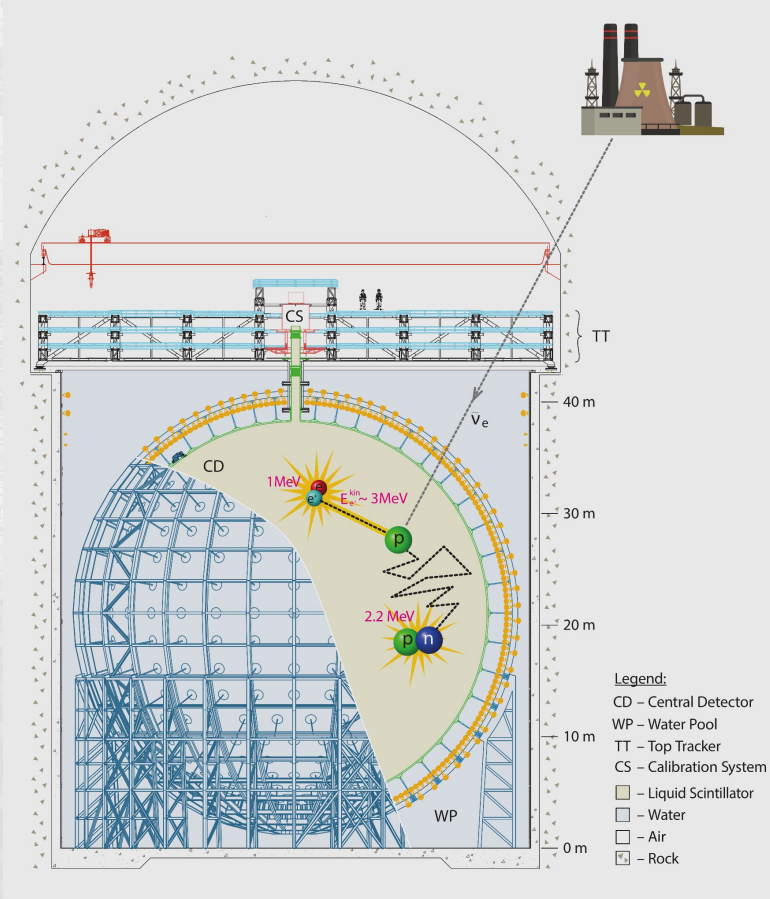 CS
TT
40 m
ν̄e
CD
1MeV
e
e⁺
E kin e⁺ ~ 3MeV
p
30 m
2.2 MeV
p n
20 m
10 m
WP
0 m
Legend:
CD – Central Detector
WP – Water Pool
TT – Top Tracker
CS – Calibration System
– Liquid Scintillator
– Water
– Air
– Rock